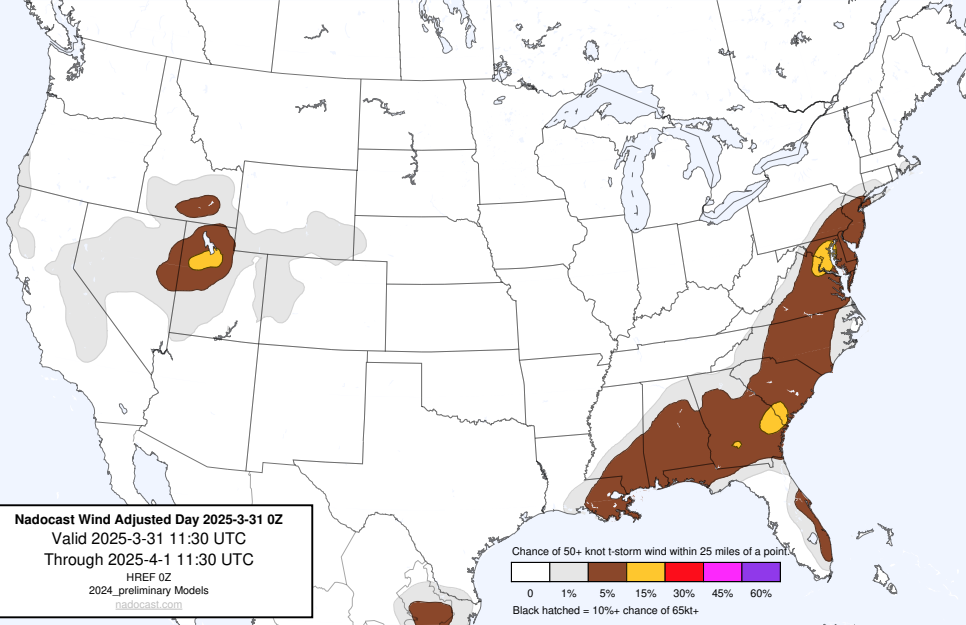 Nadocast Wind Adjusted Day 2025-3-31 0Z
Valid 2025-3-31 11:30 UTC
Through 2025-4-1 11:30 UTC
HREF 0Z
2024_preliminary Models
nadocast.com
Chance of 50+ knot t-storm wind within 25 miles of a point.
0 1% 5% 15% 30% 45% 60%
Black hatched = 10%+ chance of 65kt+